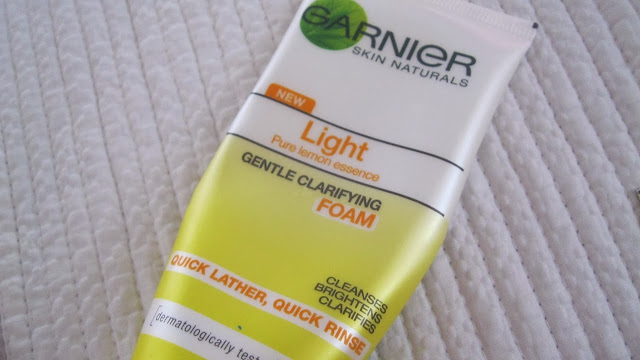 GARNIER
SKIN NATURALS
NEW
Light
Pure lemon essence
GENTLE CLARIFYING
FOAM
CLEANSES
BRIGHTENS
CLARIFIES
QUICK LATHER, QUICK RINSE
dermatologically